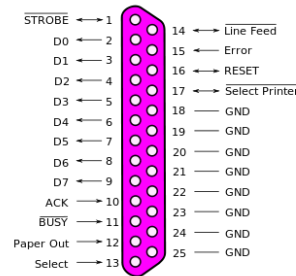 STROBE 1
D0 2
D1 3
D2 4
D3 5
D4 6
D5 7
D6 8
D7 9
ACK 10
BUSY 11
Paper Out 12
Select 13
14 Line Feed
15 Error
16 RESET
17 Select Printer
18 GND
19 GND
20 GND
21 GND
22 GND
23 GND
24 GND
25 GND